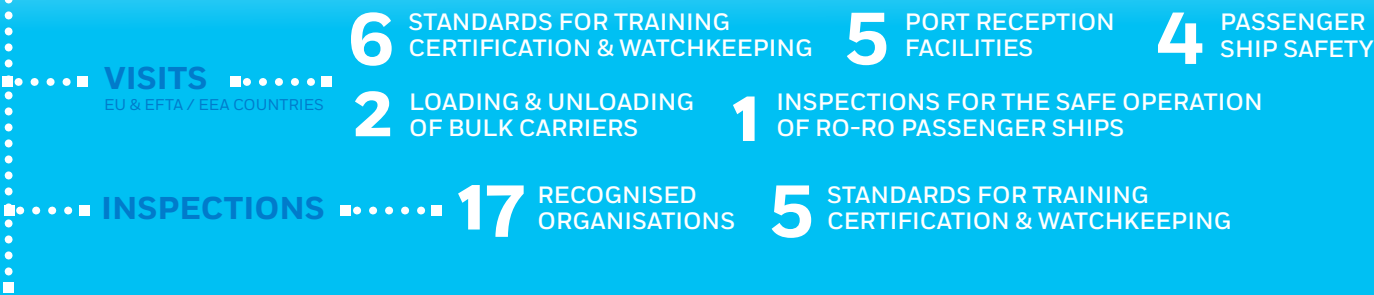 VISITS
EU & EFTA / EEA COUNTRIES
6 STANDARDS FOR TRAINING
CERTIFICATION & WATCHKEEPING
5 PORT RECEPTION
FACILITIES
4 PASSENGER
SHIP SAFETY
2 LOADING & UNLOADING
OF BULK CARRIERS
1 INSPECTIONS FOR THE SAFE OPERATION
OF RO-RO PASSENGER SHIPS
INSPECTIONS
17 RECOGNISED
ORGANISATIONS
5 STANDARDS FOR TRAINING
CERTIFICATION & WATCHKEEPING